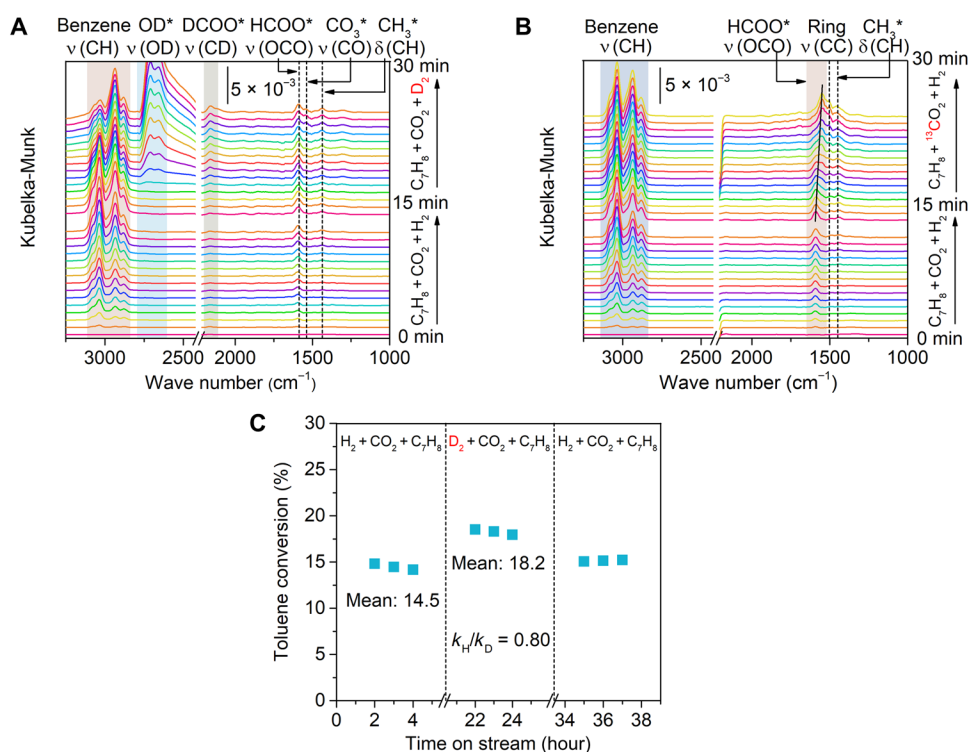 A
Benzene OD* DCOO* HCOO* CO₃* CH₃*
ν (CH) ν (OD) ν (CD) ν (OCO) ν (CO) δ (CH)
5 × 10⁻³
30 min
C₇H₈ + CO₂ + D₂
15 min
C₇H₈ + CO₂ + H₂
0 min
Kubelka-Munk
3000 2500 2000 1500 1000
Wave number (cm⁻¹)
B
Benzene HCOO* Ring CH₃*
ν (CH) ν (OCO) ν (CC) δ (CH)
5 × 10⁻³
30 min
C₇H₈ + ¹³CO₂ + H₂
15 min
C₇H₈ + CO₂ + H₂
0 min
Kubelka-Munk
3000 2500 2000 1500 1000
Wave number (cm⁻¹)
C
30
25
20
15
10
5
0
Toluene conversion (%)
H₂ + CO₂ + C₇H₈ D₂ + CO₂ + C₇H₈ H₂ + CO₂ + C₇H₈
Mean: 14.5
Mean: 18.2
k_H/k_D = 0.80
0 2 4 22 24 34 36 38
Time on stream (hour)